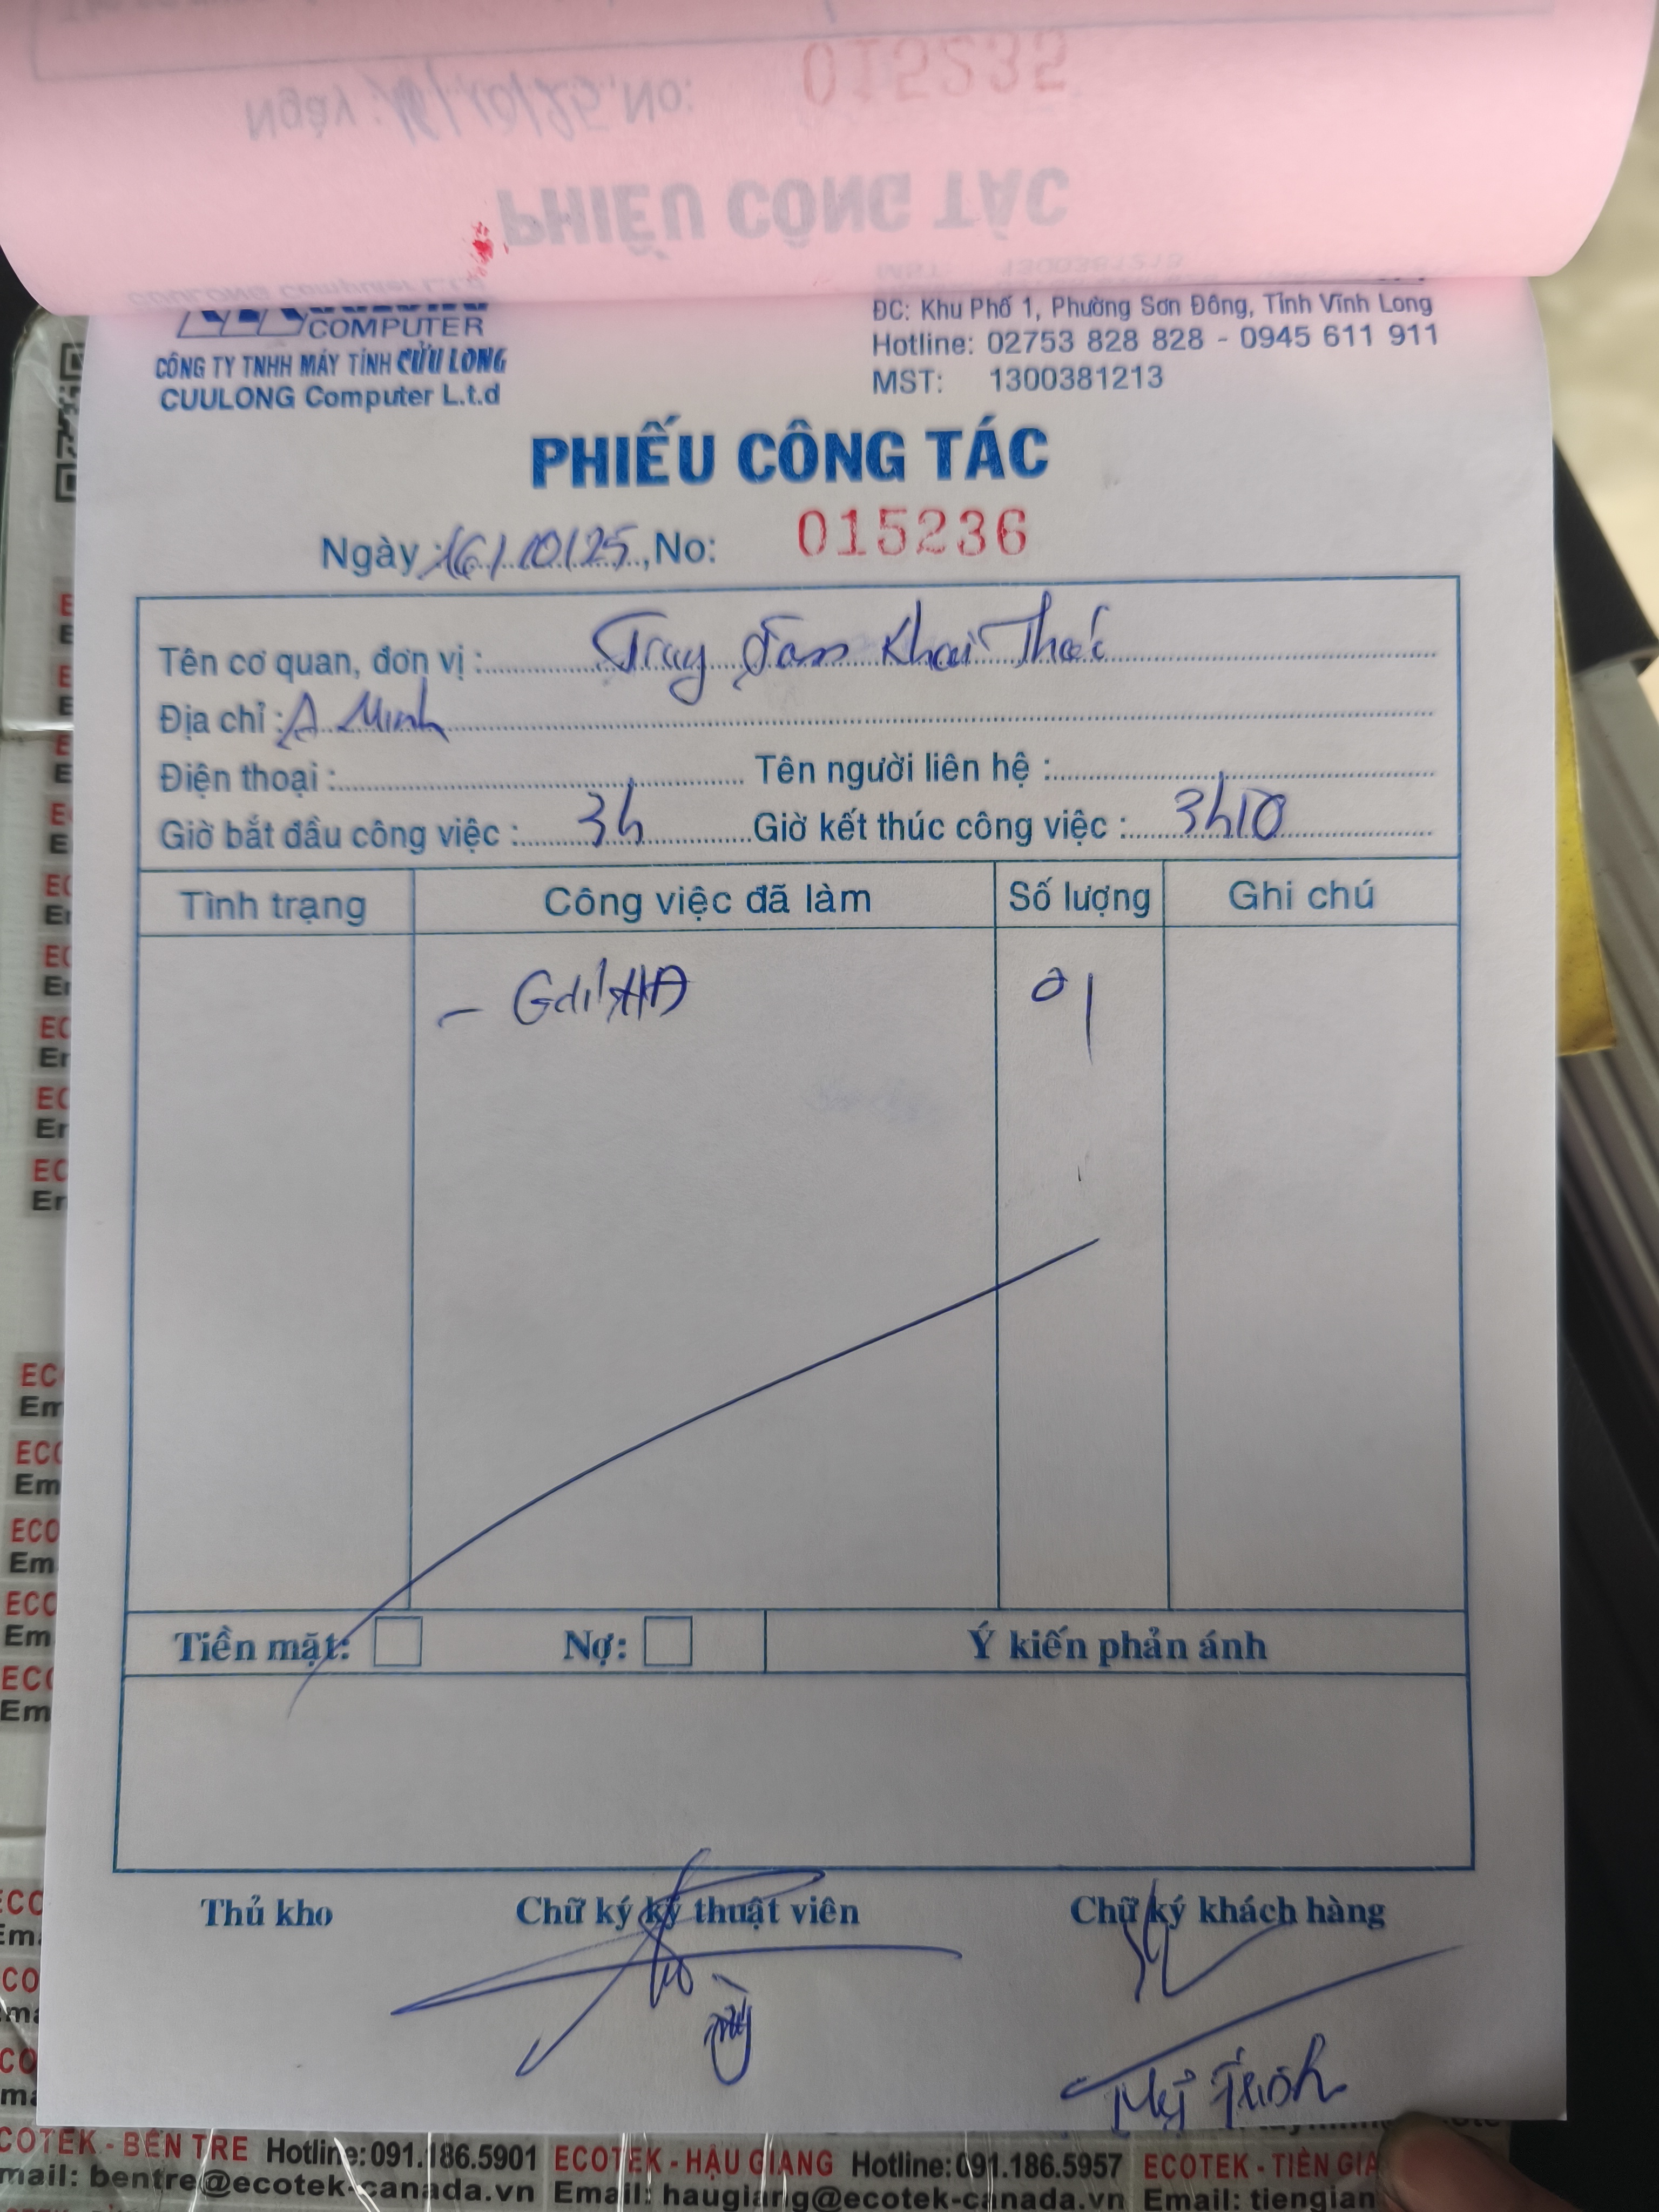 Ngày: 16/10/25, No: 015235
PHIẾU CÔNG TÁC
CUULONG Computer L.t.d
MST: 1300381213
COMPUTER
CÔNG TY TNHH MÁY TÍNH CỬU LONG
CUULONG Computer L.t.d
ĐC: Khu Phố 1, Phường Sơn Đông, Tỉnh Vĩnh Long
Hotline: 02753 828 828 - 0945 611 911
MST: 1300381213
PHIẾU CÔNG TÁC
Ngày: 16/10/25, No: 015236
Tên cơ quan, đơn vị: Khai Thác
Địa chỉ: A Minh
Điện thoại: Tên người liên hệ:
Giờ bắt đầu công việc: 3h Giờ kết thúc công việc: 3h10
Tình trạng Công việc đã làm Số lượng Ghi chú
- 01
Tiền mặt: Nợ: Ý kiến phản ánh
Thủ kho Chữ ký kỹ thuật viên Chữ ký khách hàng
Mỹ
ECOTEK - BẾN TRE Hotline: 091.186.5901 ECOTEK - HẬU GIANG Hotline: 091.186.5957 ECOTEK - TIỀN GIA
mail: bentre@ecotek-canada.vn Email: haugiang@ecotek-canada.vn Email: tiengian